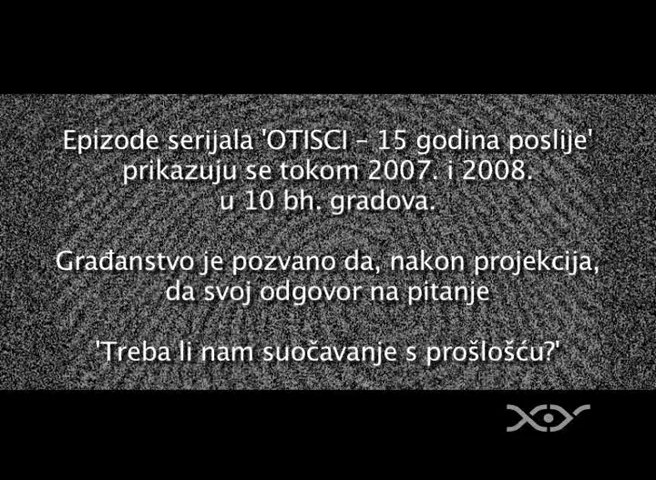 Epizode serijala 'OTISCI – 15 godina poslije'
prikazuju se tokom 2007. i 2008.
u 10 bh. gradova.
Građanstvo je pozvano da, nakon projekcija,
da svoj odgovor na pitanje
'Treba li nam suočavanje s prošlošću?'